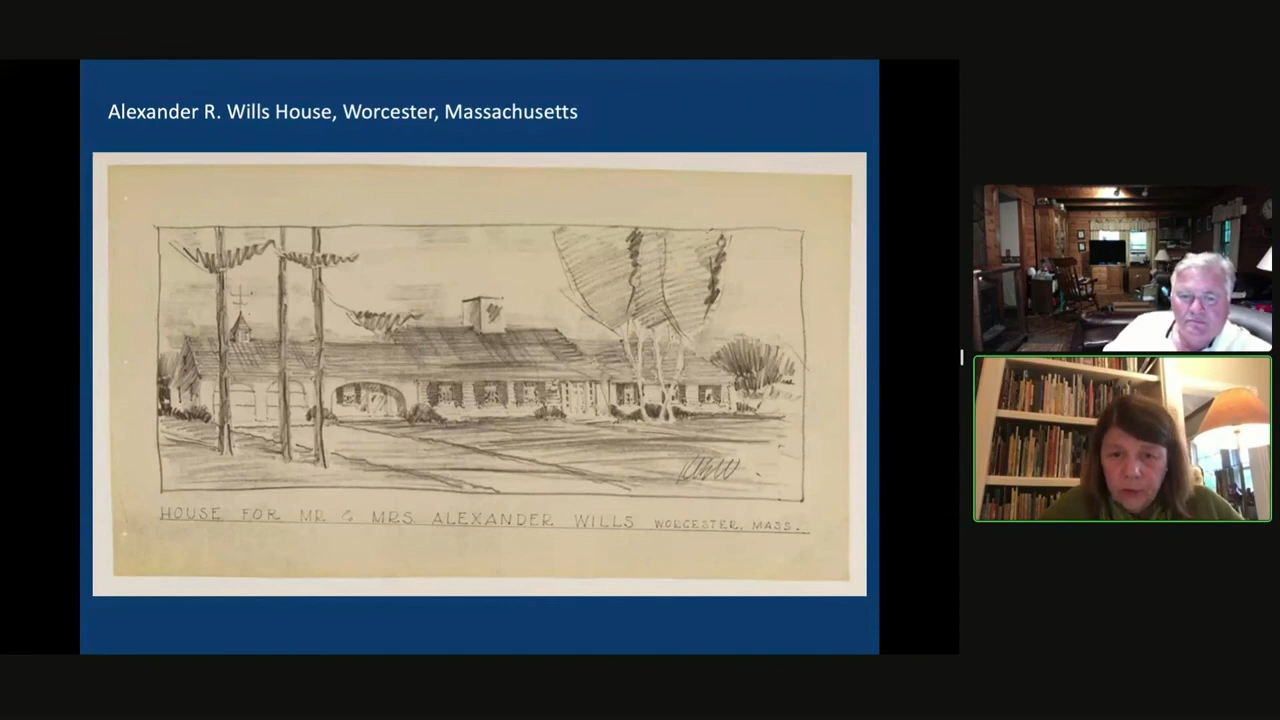 Alexander R. Wills House, Worcester, Massachusetts
HOUSE FOR MR & MRS. ALEXANDER WILLS WORCESTER, MASS.